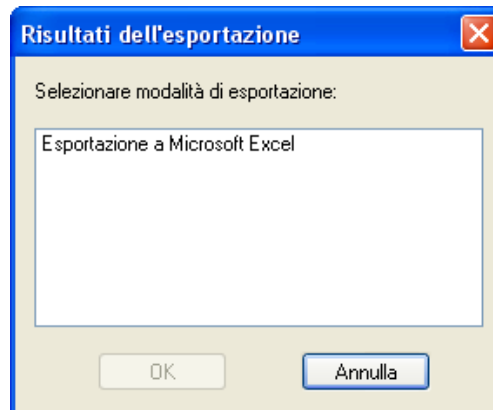 Risultati dell'esportazione
Selezionare modalità di esportazione:
Esportazione a Microsoft Excel
OK
Annulla